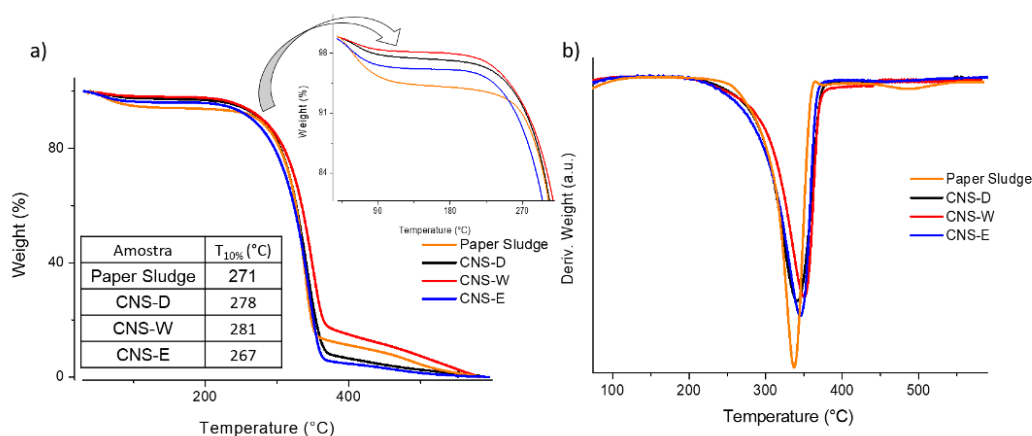 a)
98
91
84
Weight (%)
90
180
270
Temperature (°C)
80
40
0
Weight (%)
Paper Sludge
CNS-D
CNS-W
CNS-E
Amostra T10% (°C)
Paper Sludge 271
CNS-D 278
CNS-W 281
CNS-E 267
0
200
400
Temperature (°C)
b)
Deriv. Weight (a.u.)
Paper Sludge
CNS-D
CNS-W
CNS-E
100
200
300
400
500
Temperature (°C)